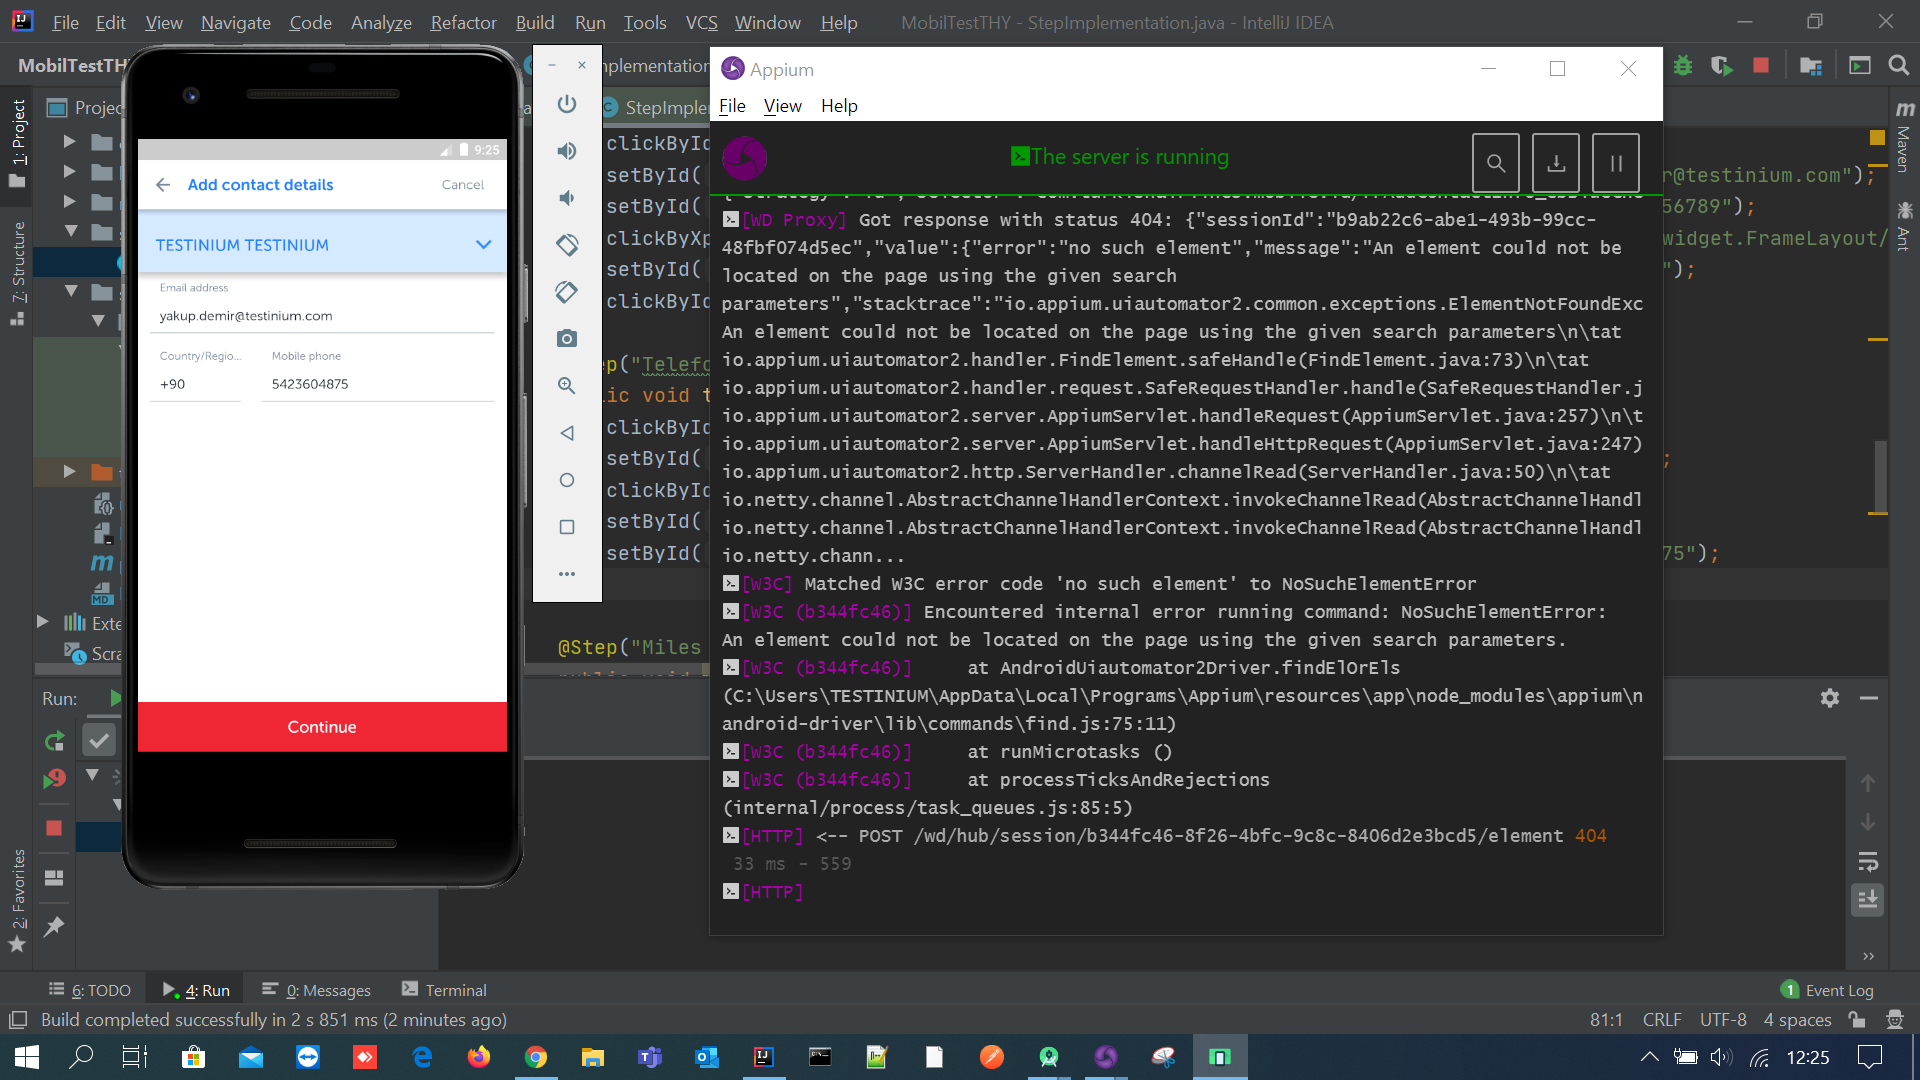 File Edit View Navigate Code Analyze Refactor Build Run Tools VCS Window Help MobilTestTHY - StepImplementation.java - IntelliJ IDEA
MobilTestTH
1: Project
7: Structure
2: Favorites
Projec
Exte
Scra
Run:
9:25
Add contact details
Cancel
TESTINIUM TESTINIUM
Email address
yakup.demir@testinium.com
Country/Regio...
Mobile phone
+90
5423604875
Continue
mplementation
StepImple
clickById
setById(
setById(
clickByXp
setById(
clickById
p("Telefo
lic void t
clickById
setById(
clickById
setById(
setById(
@Step("Miles
Appium
File View Help
The server is running
[WD Proxy] Got response with status 404: {"sessionId":"b9ab22c6-abe1-493b-99cc-
48fbf074d5ec","value":{"error":"no such element","message":"An element could not be
located on the page using the given search
parameters","stacktrace":"io.appium.uiautomator2.common.exceptions.ElementNotFoundExc
An element could not be located on the page using the given search parameters\n\tat
io.appium.uiautomator2.handler.FindElement.safeHandle(FindElement.java:73)\n\tat
io.appium.uiautomator2.handler.request.SafeRequestHandler.handle(SafeRequestHandler.j
io.appium.uiautomator2.server.AppiumServlet.handleRequest(AppiumServlet.java:257)\n\t
io.appium.uiautomator2.server.AppiumServlet.handleHttpRequest(AppiumServlet.java:247)
io.appium.uiautomator2.http.ServerHandler.channelRead(ServerHandler.java:50)\n\tat
io.netty.channel.AbstractChannelHandlerContext.invokeChannelRead(AbstractChannelHandl
io.netty.channel.AbstractChannelHandlerContext.invokeChannelRead(AbstractChannelHandl
io.netty.chann...
[W3C] Matched W3C error code 'no such element' to NoSuchElementError
[W3C (b344fc46)] Encountered internal error running command: NoSuchElementError:
An element could not be located on the page using the given search parameters.
[W3C (b344fc46)] at AndroidUiautomator2Driver.findElOrEls
(C:\Users\TESTINIUM\AppData\Local\Programs\Appium\resources\app\node_modules\appium\n
android-driver\lib\commands\find.js:75:11)
[W3C (b344fc46)] at runMicrotasks ()
[W3C (b344fc46)] at processTicksAndRejections
(internal/process/task_queues.js:85:5)
[HTTP] <-- POST /wd/hub/session/b344fc46-8f26-4bfc-9c8c-8406d2e3bcd5/element 404
33 ms - 559
[HTTP]
r@testinium.com");
56789");
widget.FrameLayout/
");
;
75");
Maven
Ant
6: TODO 4: Run 0: Messages Terminal
1 Event Log
Build completed successfully in 2 s 851 ms (2 minutes ago)
81:1 CRLF UTF-8 4 spaces
12:25